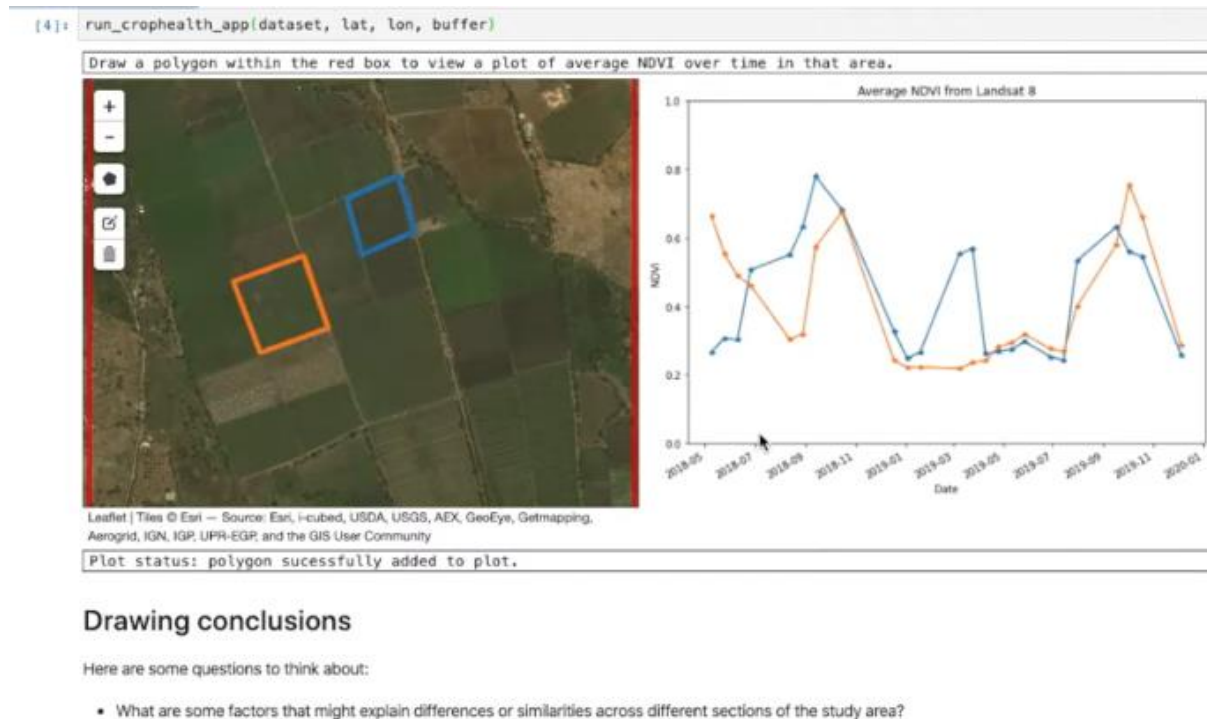 [4]: run_crophealth_app(dataset, lat, lon, buffer)
Draw a polygon within the red box to view a plot of average NDVI over time in that area.
+
−
Average NDVI from Landsat 8
1.0
0.8
0.6
0.4
0.2
0.0
NDVI
2018-05
2018-07
2018-09
2018-11
2019-01
2019-03
2019-05
2019-07
2019-09
2019-11
2020-01
Date
Leaflet | Tiles © Esri — Source: Esri, i-cubed, USDA, USGS, AEX, GeoEye, Getmapping,
Aerogrid, IGN, IGP, UPR-EGP, and the GIS User Community
Plot status: polygon sucessfully added to plot.
Drawing conclusions
Here are some questions to think about:
• What are some factors that might explain differences or similarities across different sections of the study area?